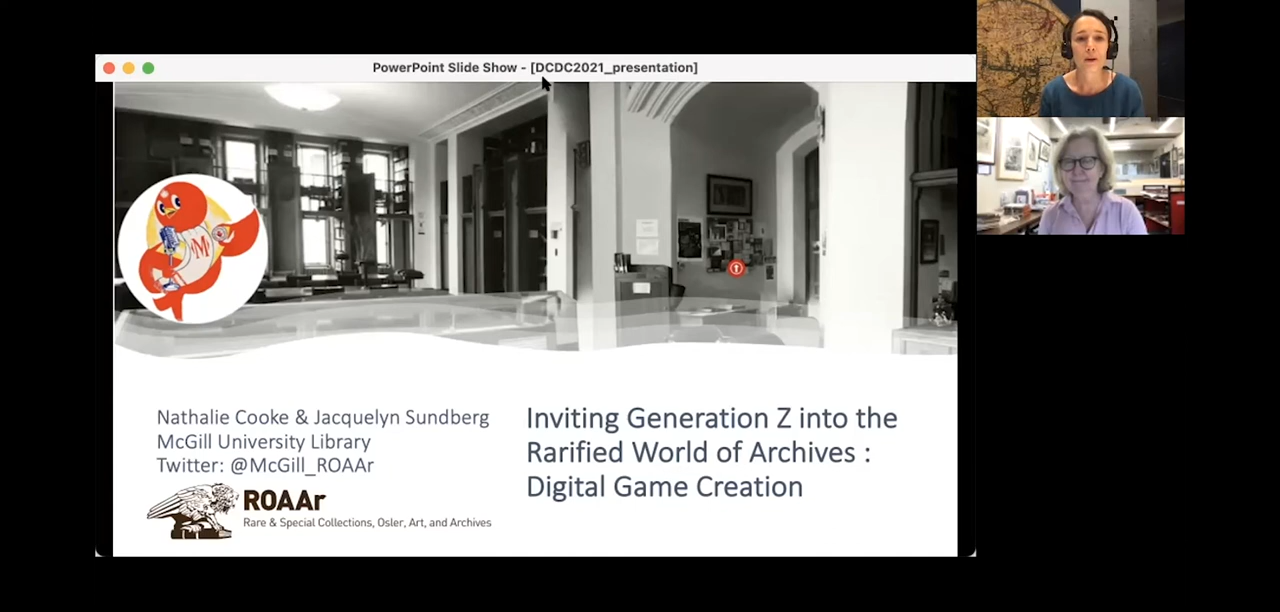 PowerPoint Slide Show - [DCDC2021_presentation]
M
Nathalie Cooke & Jacquelyn Sundberg
McGill University Library
Twitter: @McGill_ROAAr
ROAAr
Rare & Special Collections, Osler, Art, and Archives
Inviting Generation Z into the
Rarified World of Archives :
Digital Game Creation